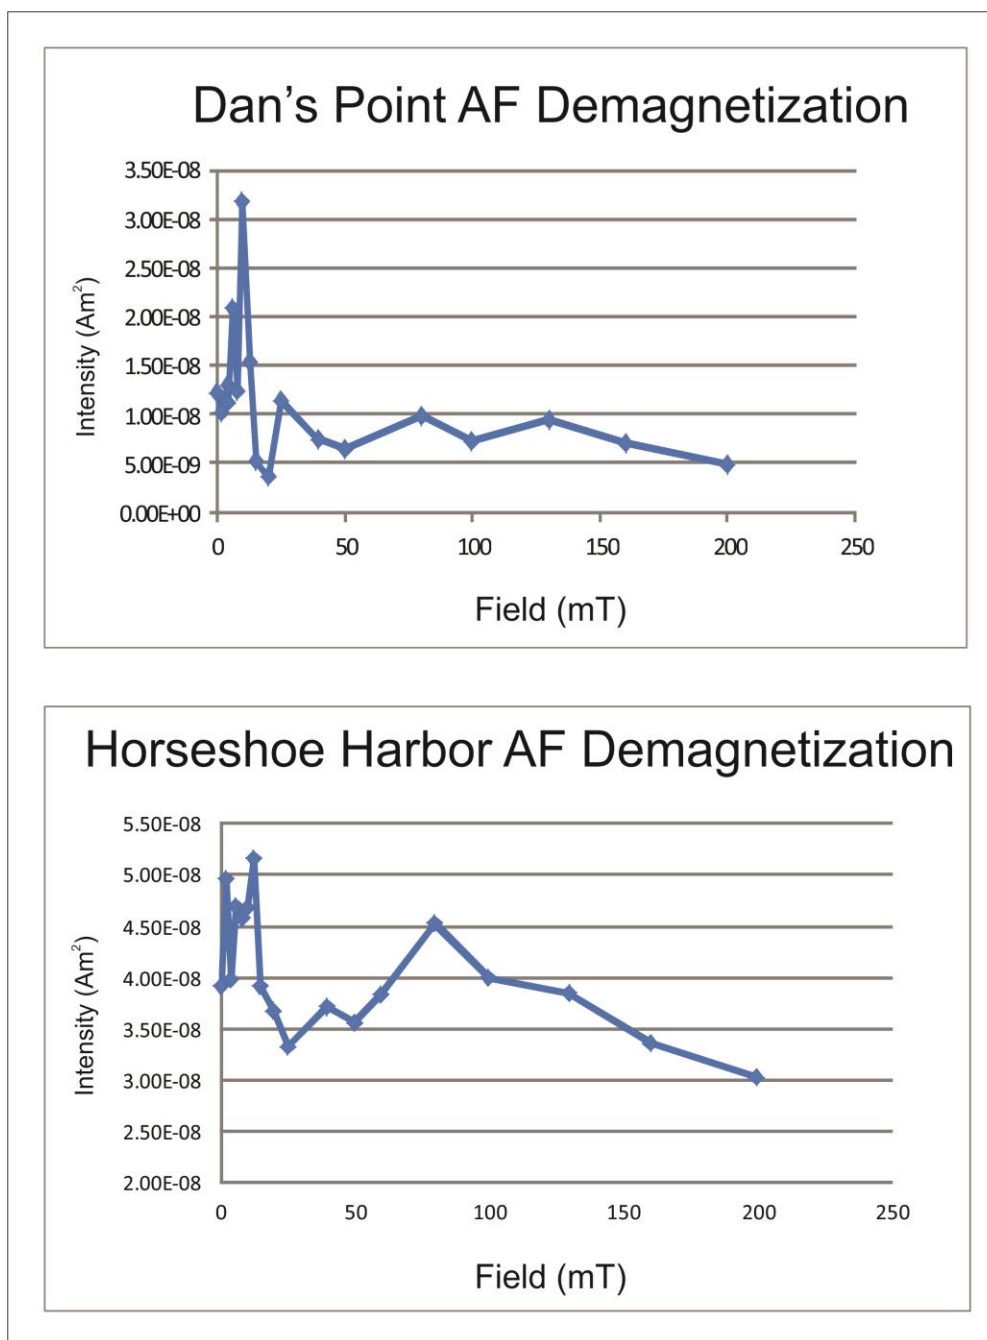 Dan's Point AF Demagnetization
3.50E-08
3.00E-08
2.50E-08
2.00E-08
1.50E-08
1.00E-08
5.00E-09
0.00E+00
Intensity (Am²)
0 50 100 150 200 250
Field (mT)
Horseshoe Harbor AF Demagnetization
5.50E-08
5.00E-08
4.50E-08
4.00E-08
3.50E-08
3.00E-08
2.50E-08
2.00E-08
Intensity (Am²)
0 50 100 150 200 250
Field (mT)